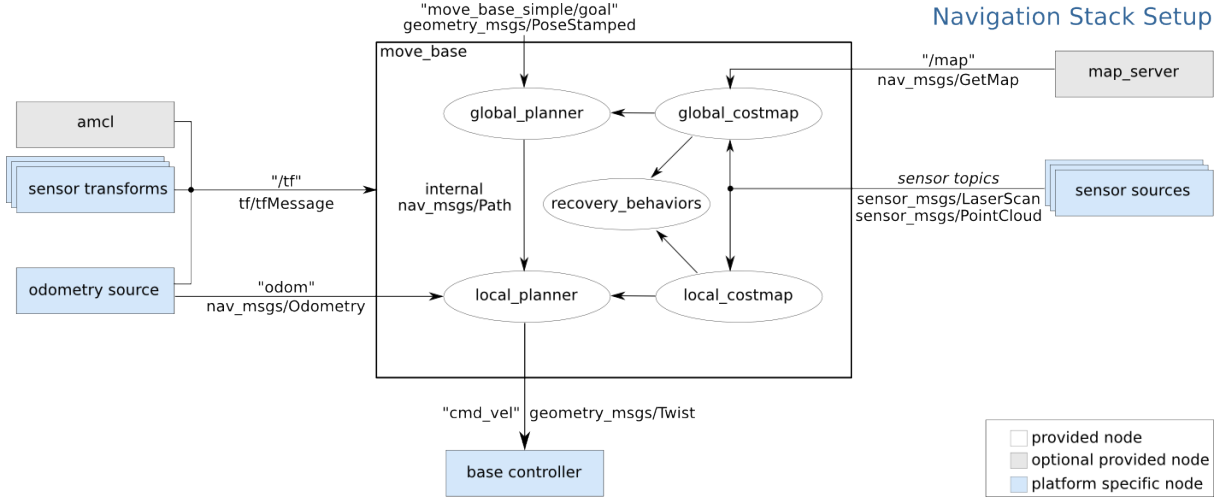 Navigation Stack Setup
"move_base_simple/goal"
geometry_msgs/PoseStamped
move_base
"/map"
nav_msgs/GetMap
map_server
amcl
global_planner
global_costmap
sensor transforms
"/tf"
tf/tfMessage
internal
nav_msgs/Path
recovery_behaviors
sensor topics
sensor_msgs/LaserScan
sensor_msgs/PointCloud
sensor sources
odometry source
"odom"
nav_msgs/Odometry
local_planner
local_costmap
"cmd_vel" geometry_msgs/Twist
base controller
provided node
optional provided node
platform specific node